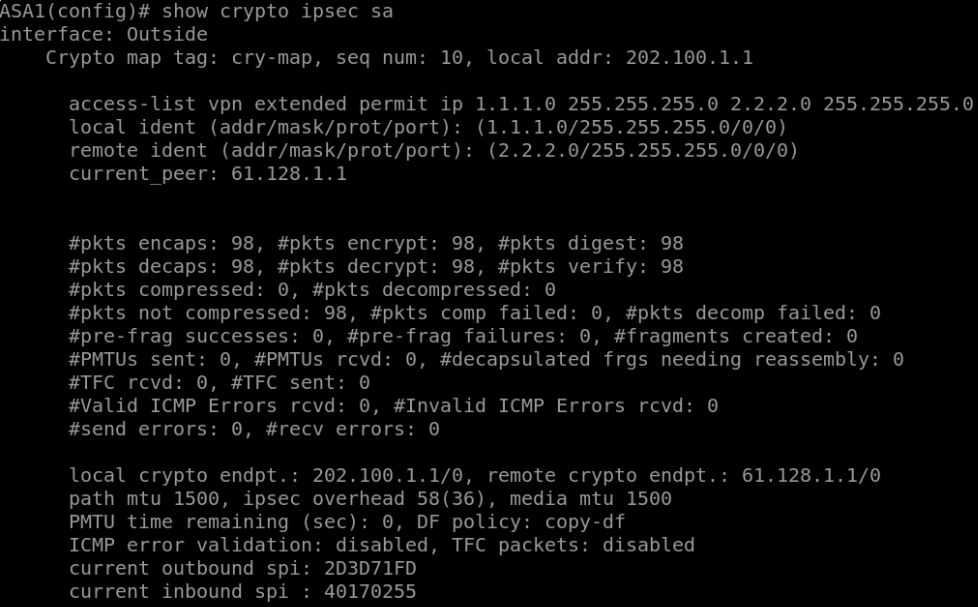 ASA1(config)# show crypto ipsec sa
interface: Outside
Crypto map tag: cry-map, seq num: 10, local addr: 202.100.1.1
access-list vpn extended permit ip 1.1.1.0 255.255.255.0 2.2.2.0 255.255.255.0
local ident (addr/mask/prot/port): (1.1.1.0/255.255.255.0/0/0)
remote ident (addr/mask/prot/port): (2.2.2.0/255.255.255.0/0/0)
current_peer: 61.128.1.1
#pkts encaps: 98, #pkts encrypt: 98, #pkts digest: 98
#pkts decaps: 98, #pkts decrypt: 98, #pkts verify: 98
#pkts compressed: 0, #pkts decompressed: 0
#pkts not compressed: 98, #pkts comp failed: 0, #pkts decomp failed: 0
#pre-frag successes: 0, #pre-frag failures: 0, #fragments created: 0
#PMTUs sent: 0, #PMTUs rcvd: 0, #decapsulated frgs needing reassembly: 0
#TFC rcvd: 0, #TFC sent: 0
#Valid ICMP Errors rcvd: 0, #Invalid ICMP Errors rcvd: 0
#send errors: 0, #recv errors: 0
local crypto endpt.: 202.100.1.1/0, remote crypto endpt.: 61.128.1.1/0
path mtu 1500, ipsec overhead 58(36), media mtu 1500
PMTU time remaining (sec): 0, DF policy: copy-df
ICMP error validation: disabled, TFC packets: disabled
current outbound spi: 2D3D71FD
current inbound spi : 40170255